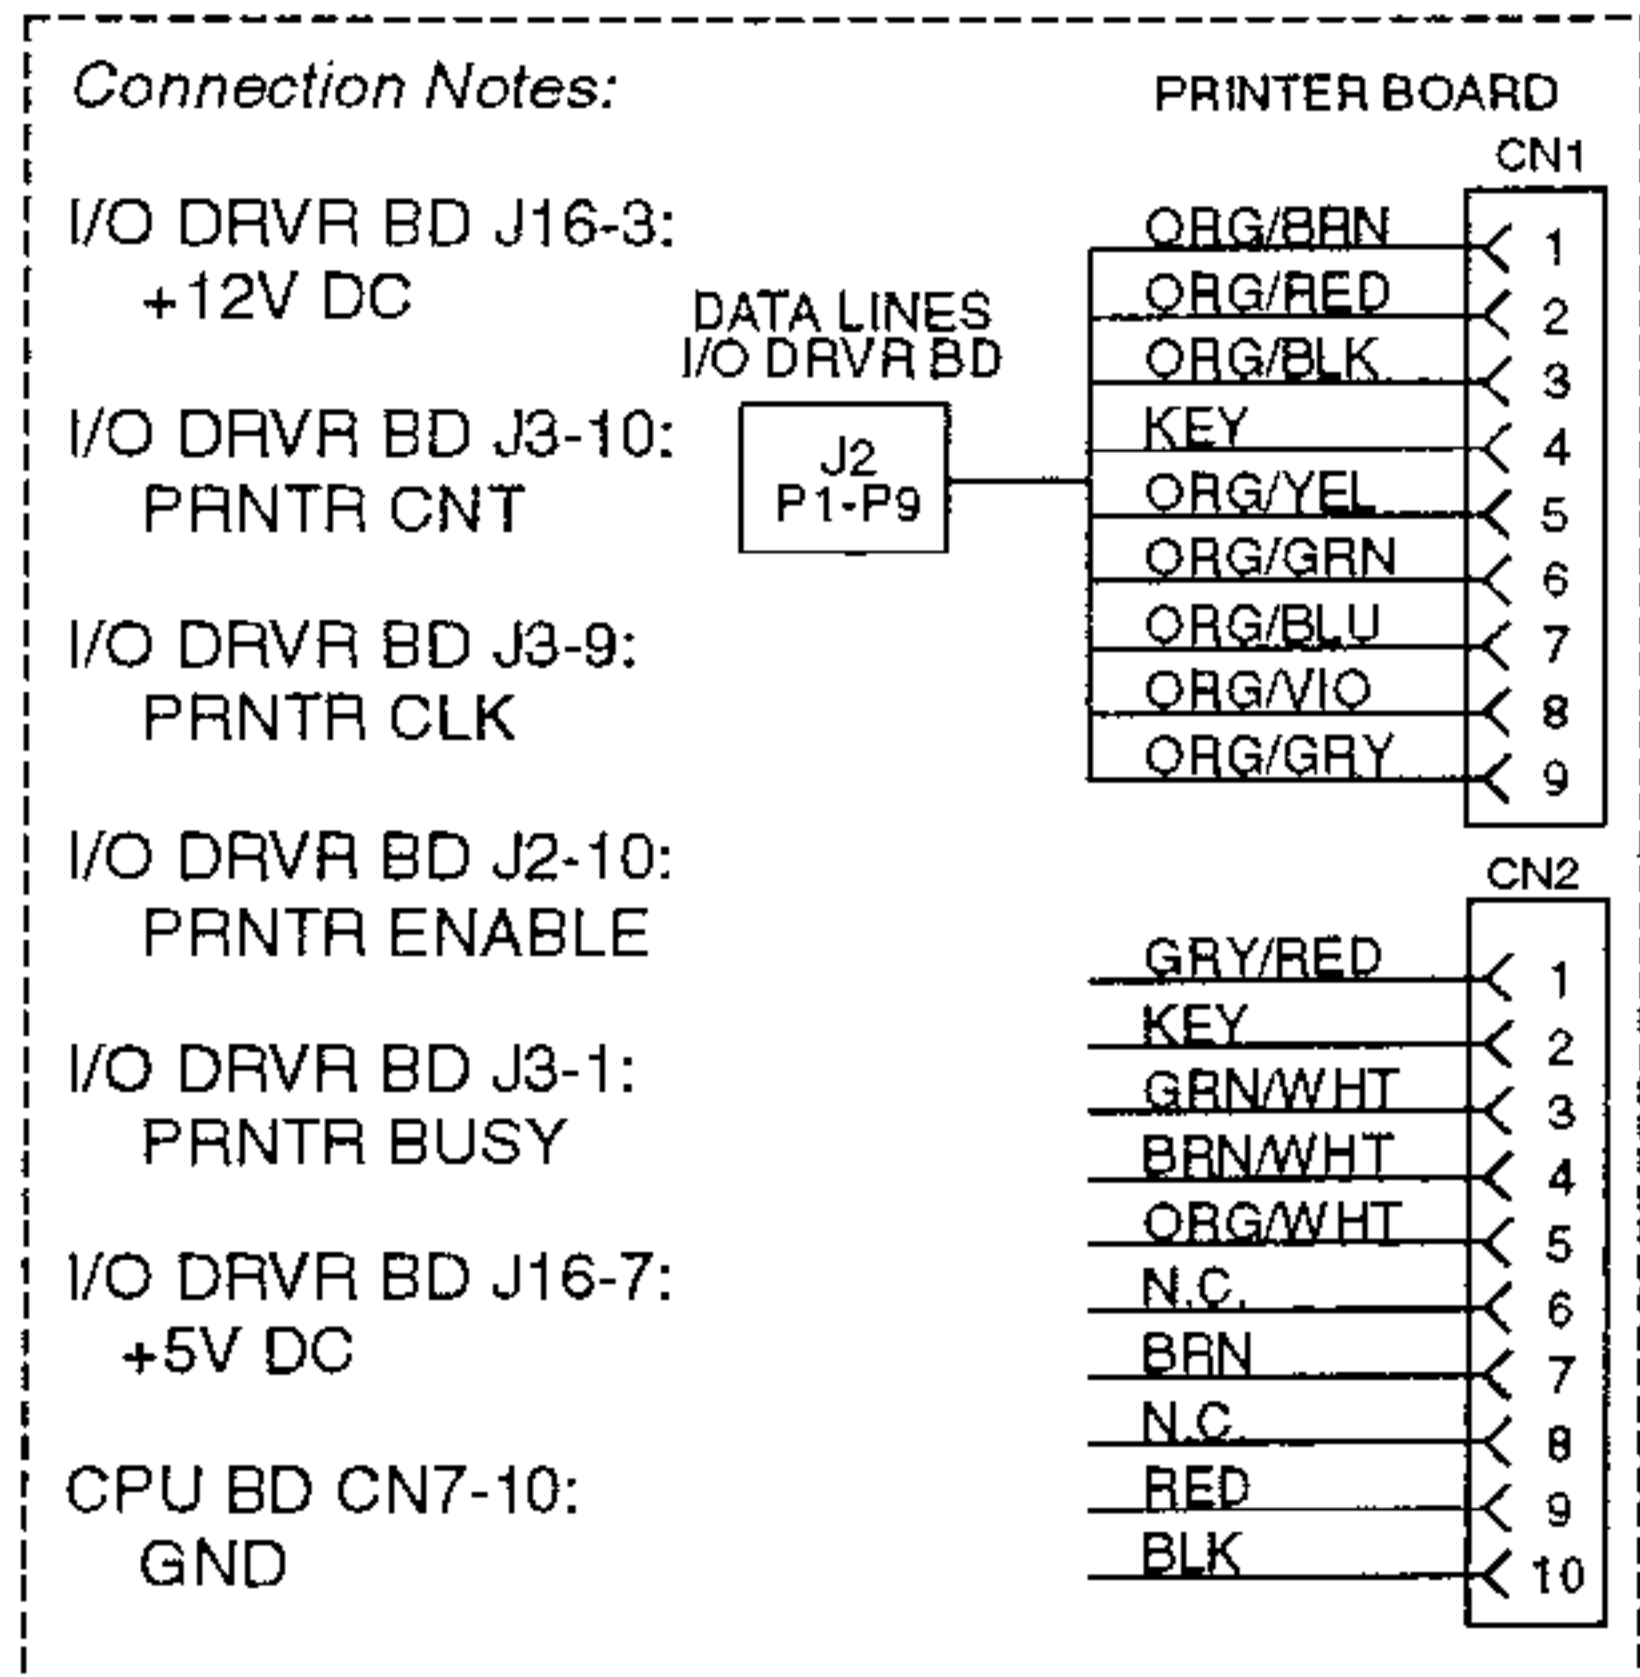 Connection Notes:
I/O DRVR BD J16-3:
+12V DC
I/O DRVR BD J3-10:
PRNTR CNT
I/O DRVR BD J3-9:
PRNTR CLK
I/O DRVR BD J2-10:
PRNTR ENABLE
I/O DRVR BD J3-1:
PRNTR BUSY
I/O DRVR BD J16-7:
+5V DC
CPU BD CN7-10:
GND
DATA LINES
I/O DRVR BD
J2
P1-P9
PRINTER BOARD
CN1
ORG/BRN 1
ORG/RED 2
ORG/BLK 3
KEY 4
ORG/YEL 5
ORG/GRN 6
ORG/BLU 7
ORG/VIO 8
ORG/GRY 9
CN2
GRY/RED 1
KEY 2
GRN/WHT 3
BRN/WHT 4
ORG/WHT 5
N.C. 6
BRN 7
N.C. 8
RED 9
BLK 10